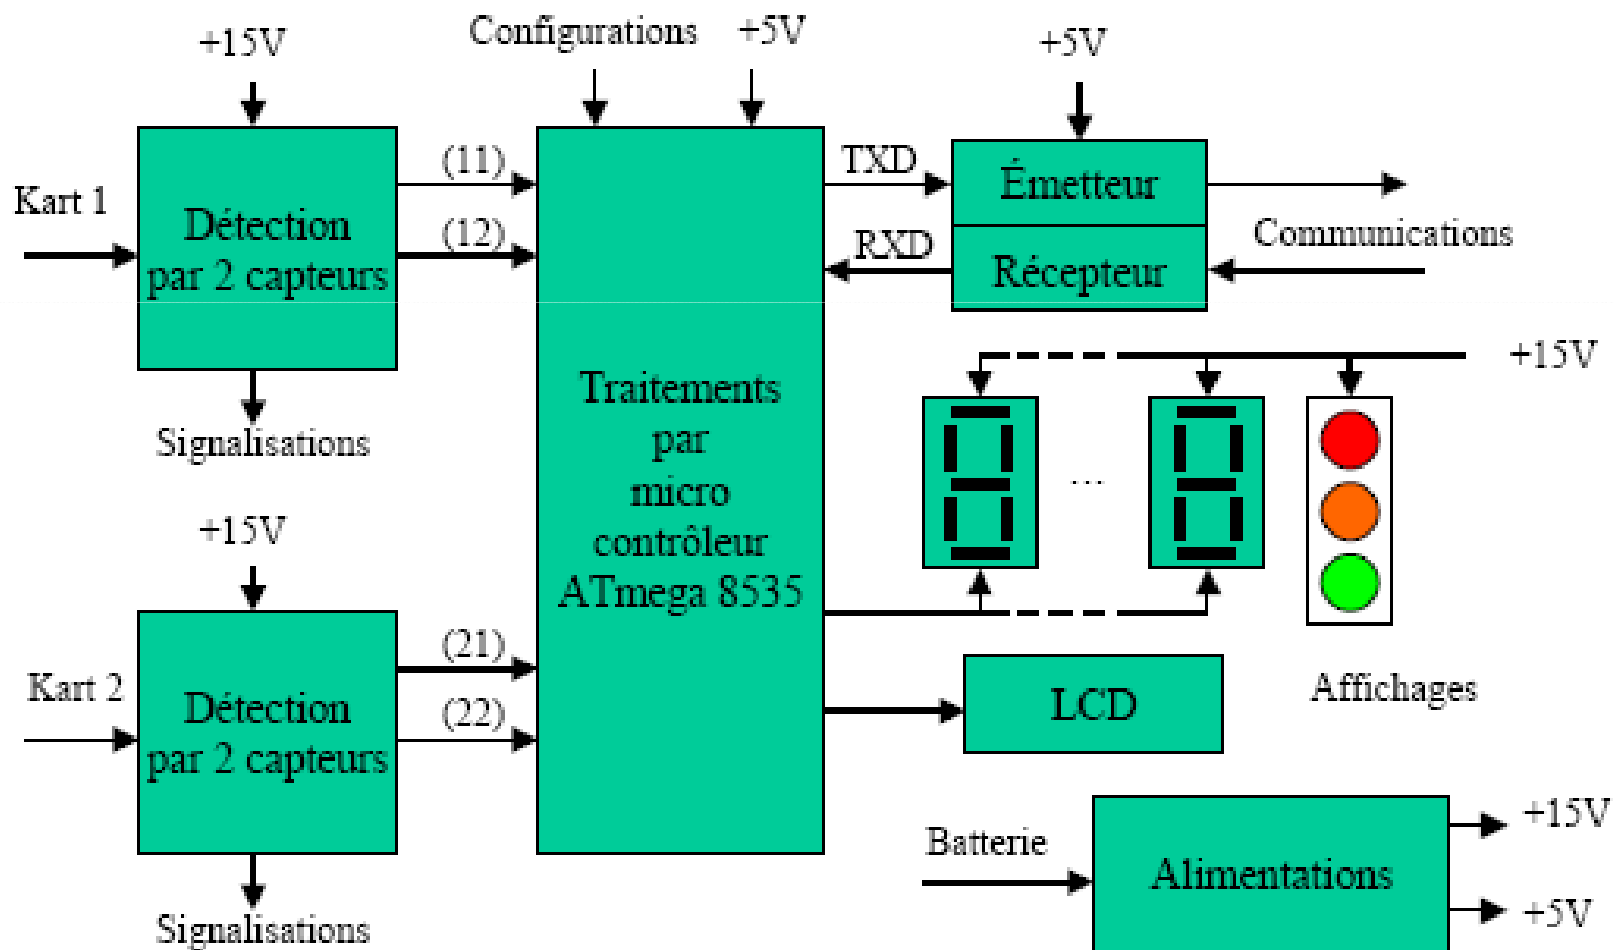 +15V
Configurations
+5V
+5V
Kart 1
Détection
par 2 capteurs
(11)
(12)
Signalisations
TXD
RXD
Émetteur
Récepteur
Communications
Traitements
par
micro
contrôleur
ATmega 8535
+15V
...
+15V
Kart 2
Détection
par 2 capteurs
(21)
(22)
Signalisations
LCD
Affichages
Batterie
Alimentations
+15V
+5V